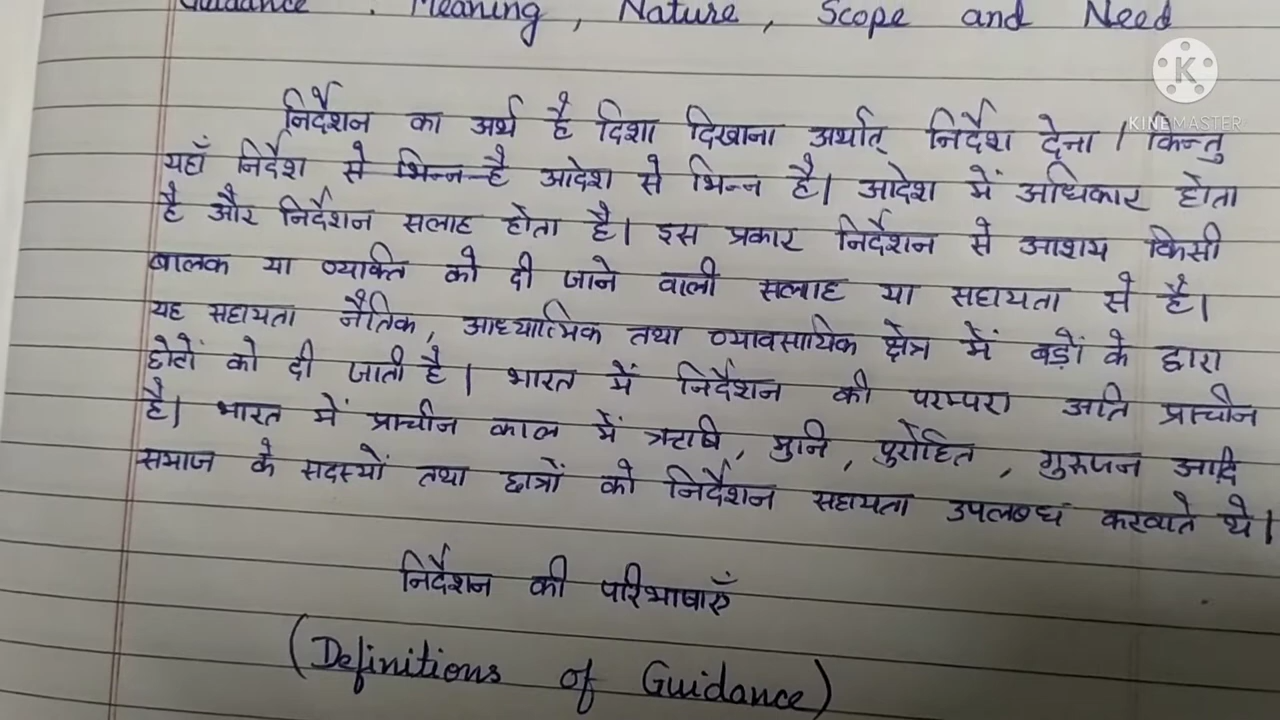 Guidance : Meaning, Nature, Scope and Need
निर्देशन का अर्थ है दिशा दिखाना अर्थात् निर्देश देना। किन्तु
यहाँ निर्देश से भिन्न है आदेश से भिन्न है। आदेश में अधिकार होता
है और निर्देशन सलाह होता है। इस प्रकार निर्देशन से आशय किसी
बालक या व्यक्ति को दी जाने वाली सलाह या सहायता से है।
यह सहायता नैतिक, आध्यात्मिक तथा व्यावसायिक क्षेत्र में बड़ों के द्वारा
छोटों को दी जाती है। भारत में निर्देशन की परम्परा अति प्राचीन
है। भारत में प्राचीन काल में ऋषि, मुनि, पुरोहित, गुरुजन आदि
समाज के सदस्यों तथा छात्रों को निर्देशन सहायता उपलब्ध करवाते थे।
निर्देशन की परिभाषाएँ
(Definitions of Guidance)
K
KINEMASTER